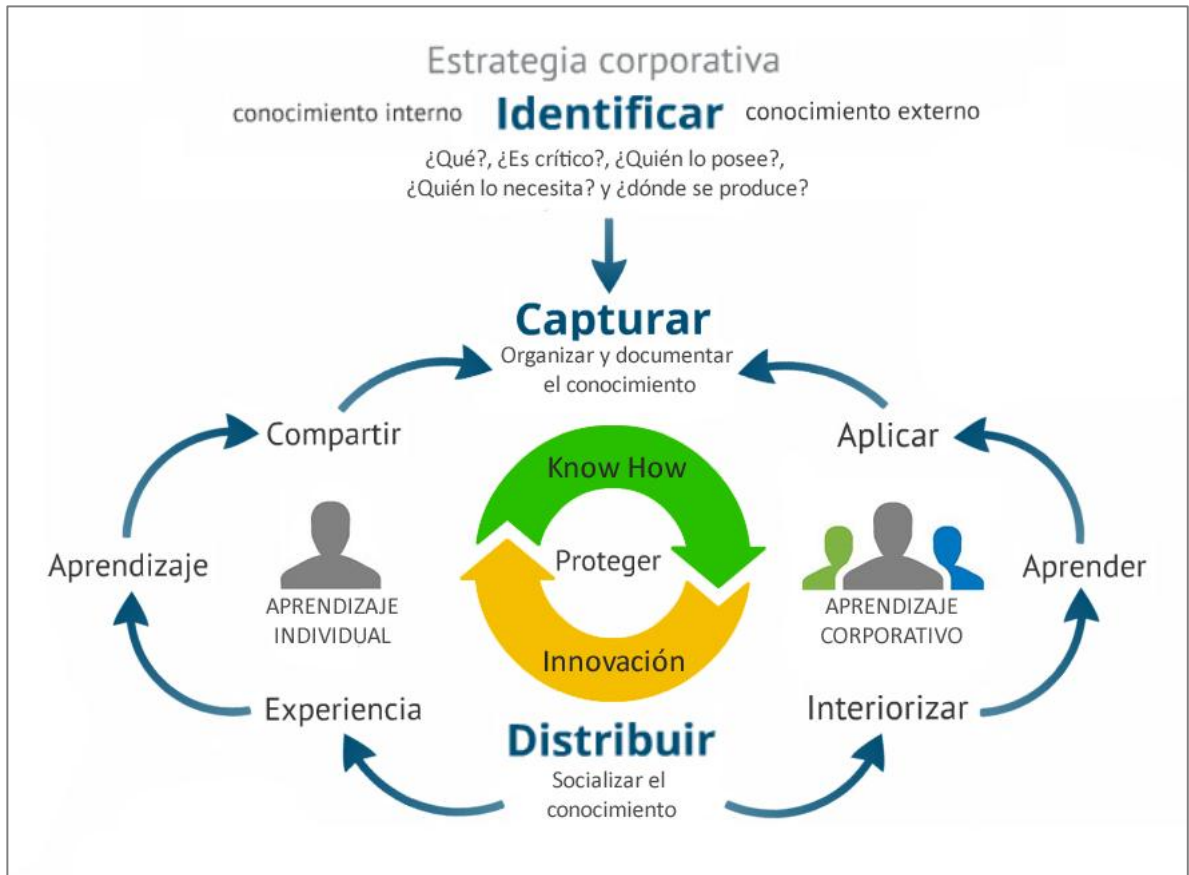 Estrategia corporativa
conocimiento interno Identificar conocimiento externo
¿Qué?, ¿Es crítico?, ¿Quién lo posee?,
¿Quién lo necesita? y ¿dónde se produce?
Capturar
Organizar y documentar
el conocimiento
Compartir
Aplicar
Know How
Proteger
Aprendizaje
Aprender
APRENDIZAJE
INDIVIDUAL
APRENDIZAJE
CORPORATIVO
Innovación
Experiencia
Interiorizar
Distribuir
Socializar el
conocimiento